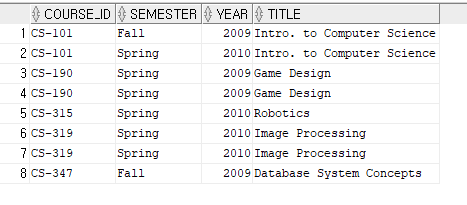 COURSE_ID SEMESTER YEAR TITLE
1 CS-101 Fall 2009 Intro. to Computer Science
2 CS-101 Spring 2010 Intro. to Computer Science
3 CS-190 Spring 2009 Game Design
4 CS-190 Spring 2009 Game Design
5 CS-315 Spring 2010 Robotics
6 CS-319 Spring 2010 Image Processing
7 CS-319 Spring 2010 Image Processing
8 CS-347 Fall 2009 Database System Concepts